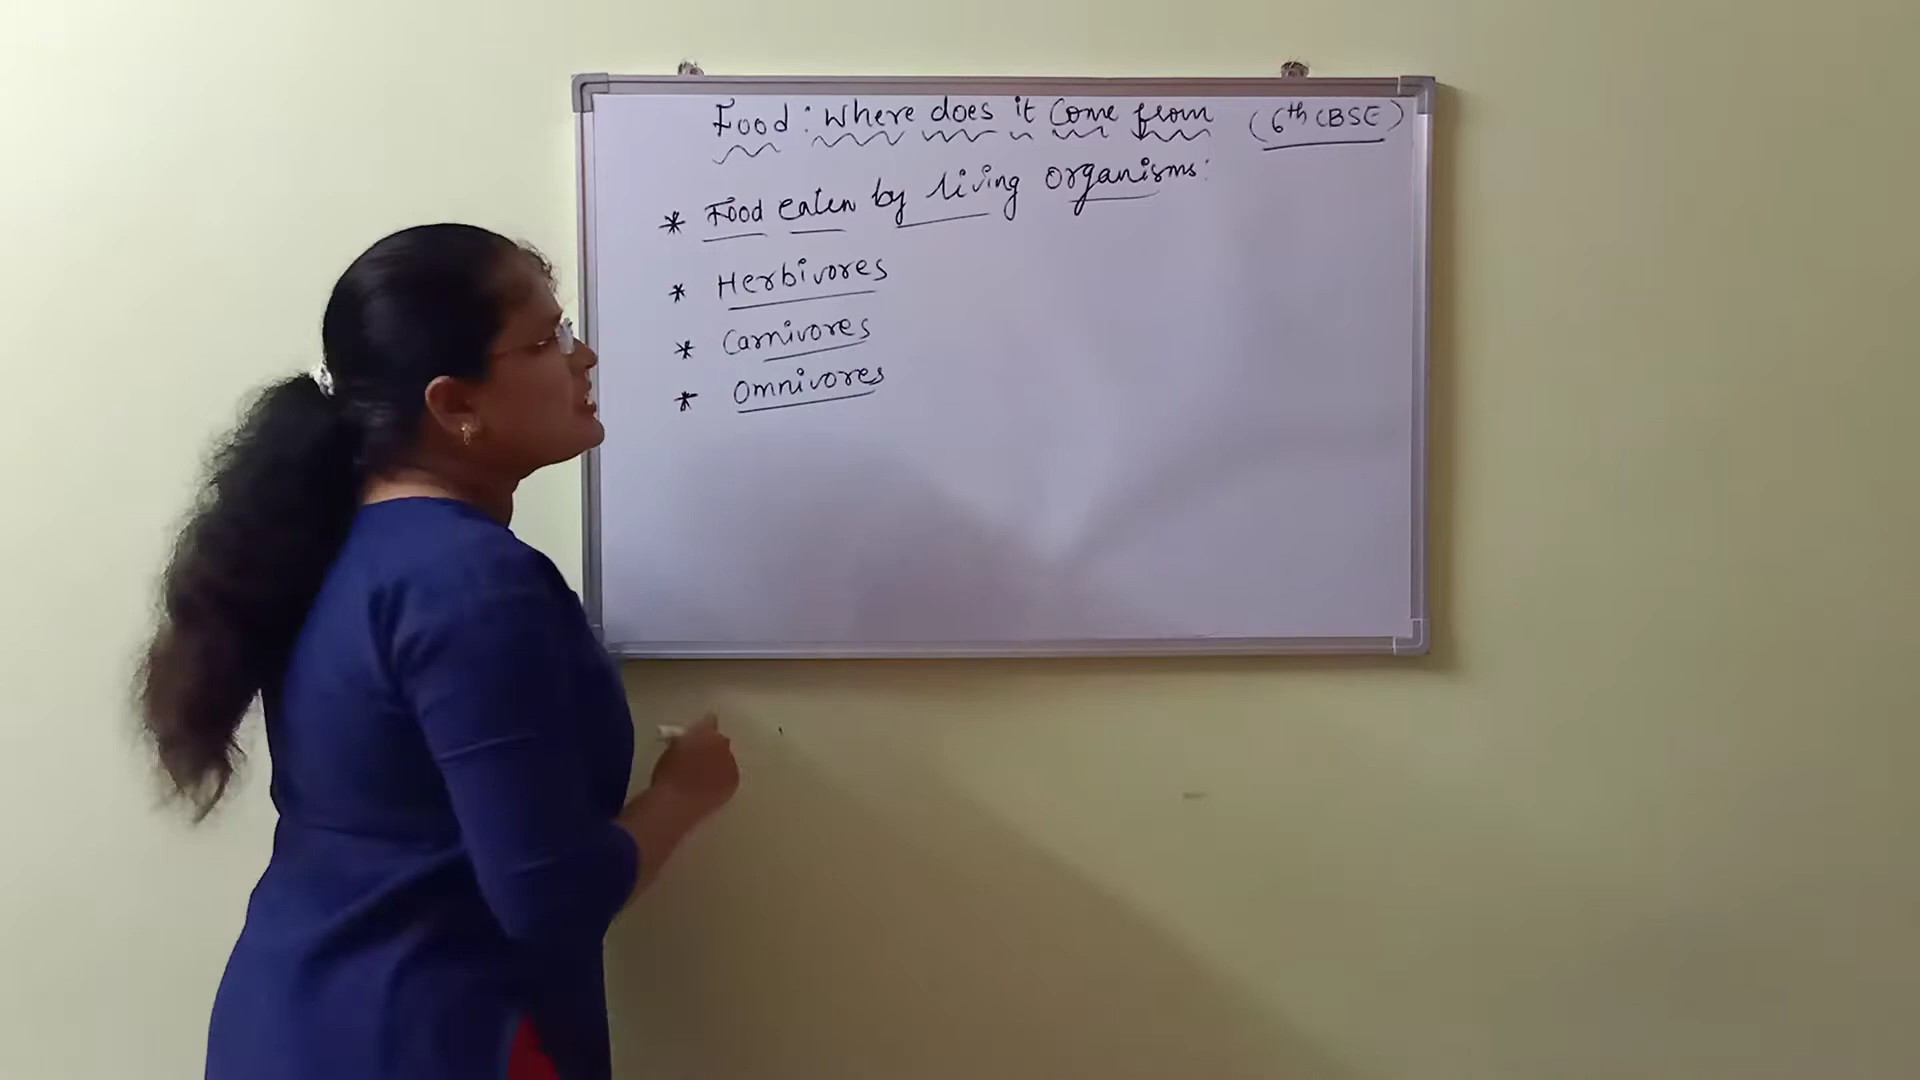 Food: Where does it Come from (6th CBSE)
* Food eaten by living organisms:
* Herbivores
* Carnivores
* Omnivores